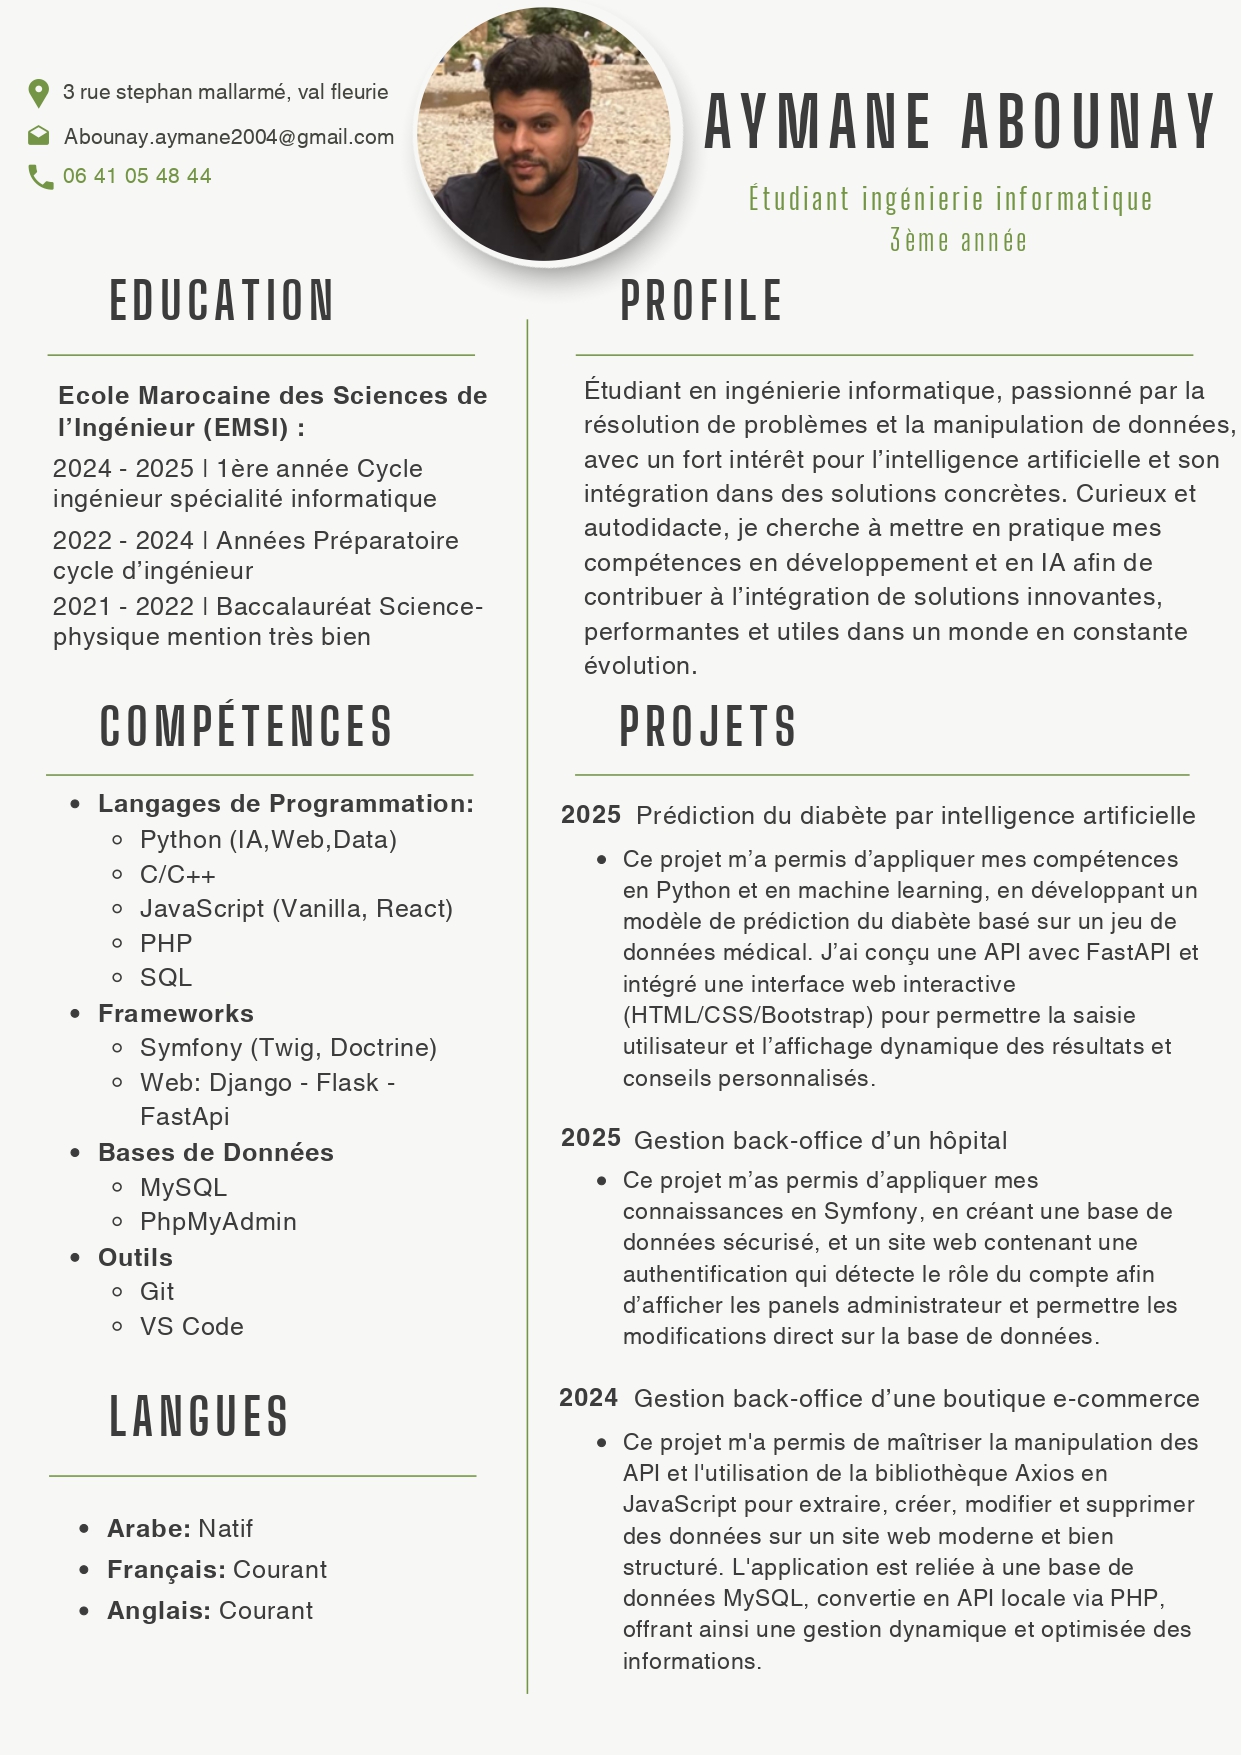 3 rue stephan mallarmé, val fleurie
Abounay.aymane2004@gmail.com
06 41 05 48 44
AYMANE ABOUNAY
Étudiant ingénierie informatique
3ème année
EDUCATION
Ecole Marocaine des Sciences de
l’Ingénieur (EMSI) :
2024 - 2025 | 1ère année Cycle
ingénieur spécialité informatique
2022 - 2024 | Années Préparatoire
cycle d’ingénieur
2021 - 2022 | Baccalauréat Science-
physique mention très bien
COMPÉTENCES
• Langages de Programmation:
◦ Python (IA,Web,Data)
◦ C/C++
◦ JavaScript (Vanilla, React)
◦ PHP
◦ SQL
• Frameworks
◦ Symfony (Twig, Doctrine)
◦ Web: Django - Flask -
FastApi
• Bases de Données
◦ MySQL
◦ PhpMyAdmin
• Outils
◦ Git
◦ VS Code
LANGUES
• Arabe: Natif
• Français: Courant
• Anglais: Courant
PROFILE
Étudiant en ingénierie informatique, passionné par la
résolution de problèmes et la manipulation de données,
avec un fort intérêt pour l’intelligence artificielle et son
intégration dans des solutions concrètes. Curieux et
autodidacte, je cherche à mettre en pratique mes
compétences en développement et en IA afin de
contribuer à l’intégration de solutions innovantes,
performantes et utiles dans un monde en constante
évolution.
PROJETS
2025 Prédiction du diabète par intelligence artificielle
• Ce projet m’a permis d’appliquer mes compétences
en Python et en machine learning, en développant un
modèle de prédiction du diabète basé sur un jeu de
données médical. J’ai conçu une API avec FastAPI et
intégré une interface web interactive
(HTML/CSS/Bootstrap) pour permettre la saisie
utilisateur et l’affichage dynamique des résultats et
conseils personnalisés.
2025 Gestion back-office d’un hôpital
• Ce projet m’as permis d’appliquer mes
connaissances en Symfony, en créant une base de
données sécurisé, et un site web contenant une
authentification qui détecte le rôle du compte afin
d’afficher les panels administrateur et permettre les
modifications direct sur la base de données.
2024 Gestion back-office d’une boutique e-commerce
• Ce projet m'a permis de maîtriser la manipulation des
API et l'utilisation de la bibliothèque Axios en
JavaScript pour extraire, créer, modifier et supprimer
des données sur un site web moderne et bien
structuré. L'application est reliée à une base de
données MySQL, convertie en API locale via PHP,
offrant ainsi une gestion dynamique et optimisée des
informations.